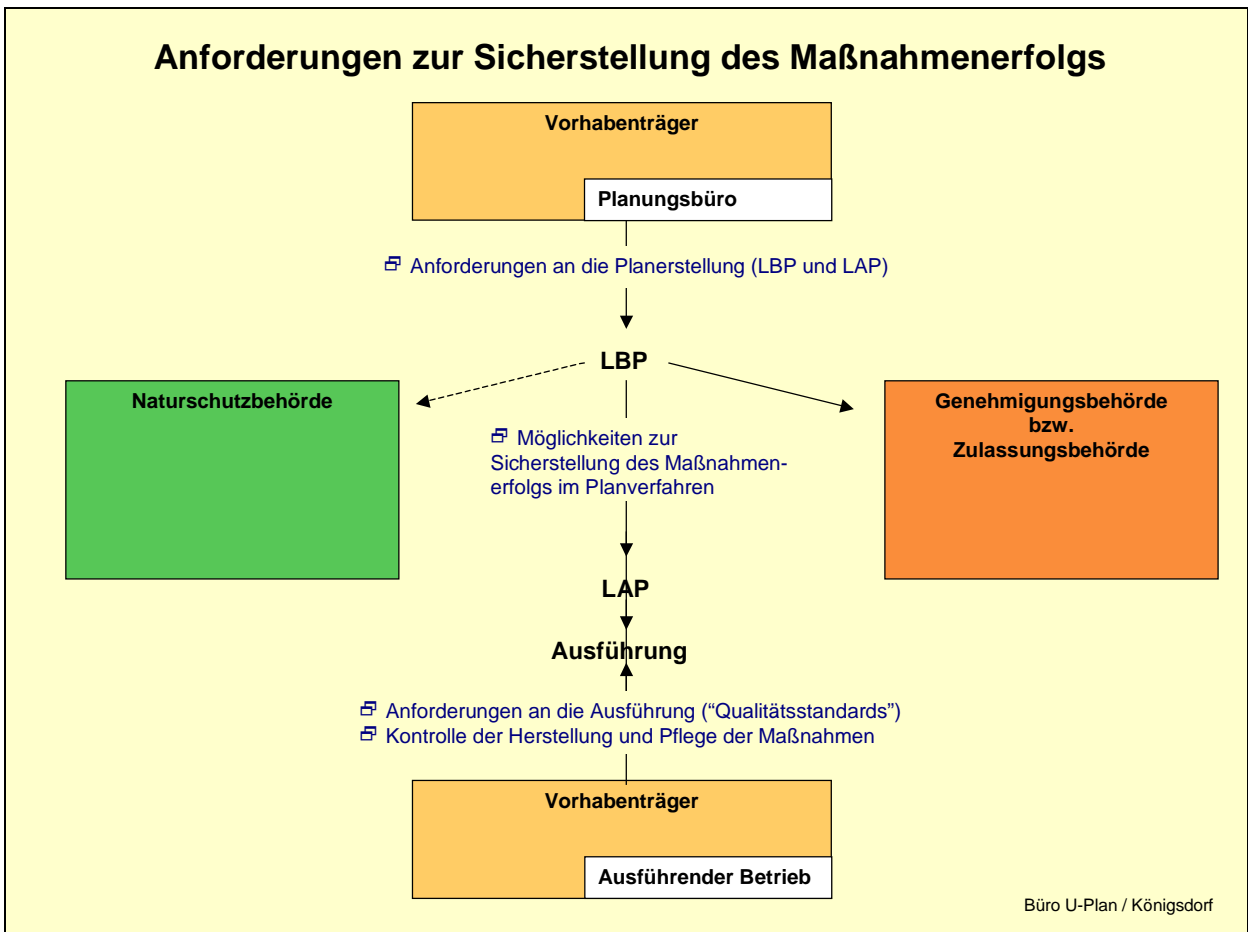 Anforderungen zur Sicherstellung des Maßnahmenerfolgs
Vorhabenträger
Planungsbüro
Anforderungen an die Planerstellung (LBP und LAP)
LBP
Naturschutzbehörde
Genehmigungsbehörde
bzw.
Zulassungsbehörde
Möglichkeiten zur
Sicherstellung des Maßnahmen-
erfolgs im Planverfahren
LAP
Ausführung
Anforderungen an die Ausführung (“Qualitätsstandards”)
Kontrolle der Herstellung und Pflege der Maßnahmen
Vorhabenträger
Ausführender Betrieb
Büro U-Plan / Königsdorf